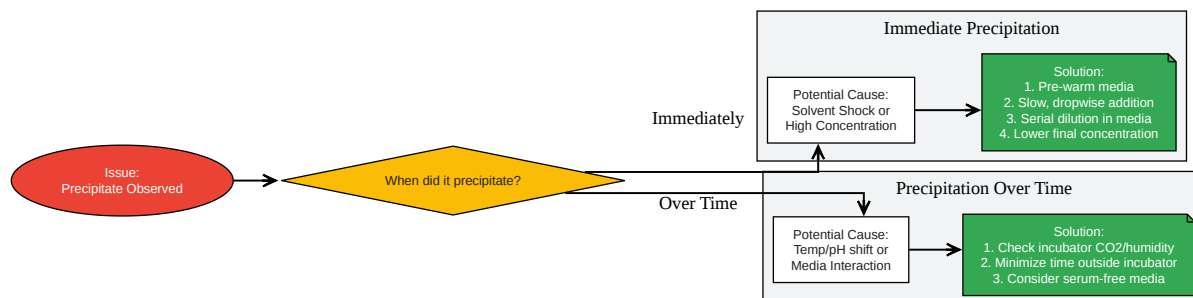 Issue:
Precipitate Observed
When did it precipitate?
Immediately
Immediate Precipitation
Potential Cause:
Solvent Shock or
High Concentration
Solution:
1. Pre-warm media
2. Slow, dropwise addition
3. Serial dilution in media
4. Lower final concentration
Over Time
Precipitation Over Time
Potential Cause:
Temp/pH shift or
Media Interaction
Solution:
1. Check incubator CO2/humidity
2. Minimize time outside incubator
3. Consider serum-free media